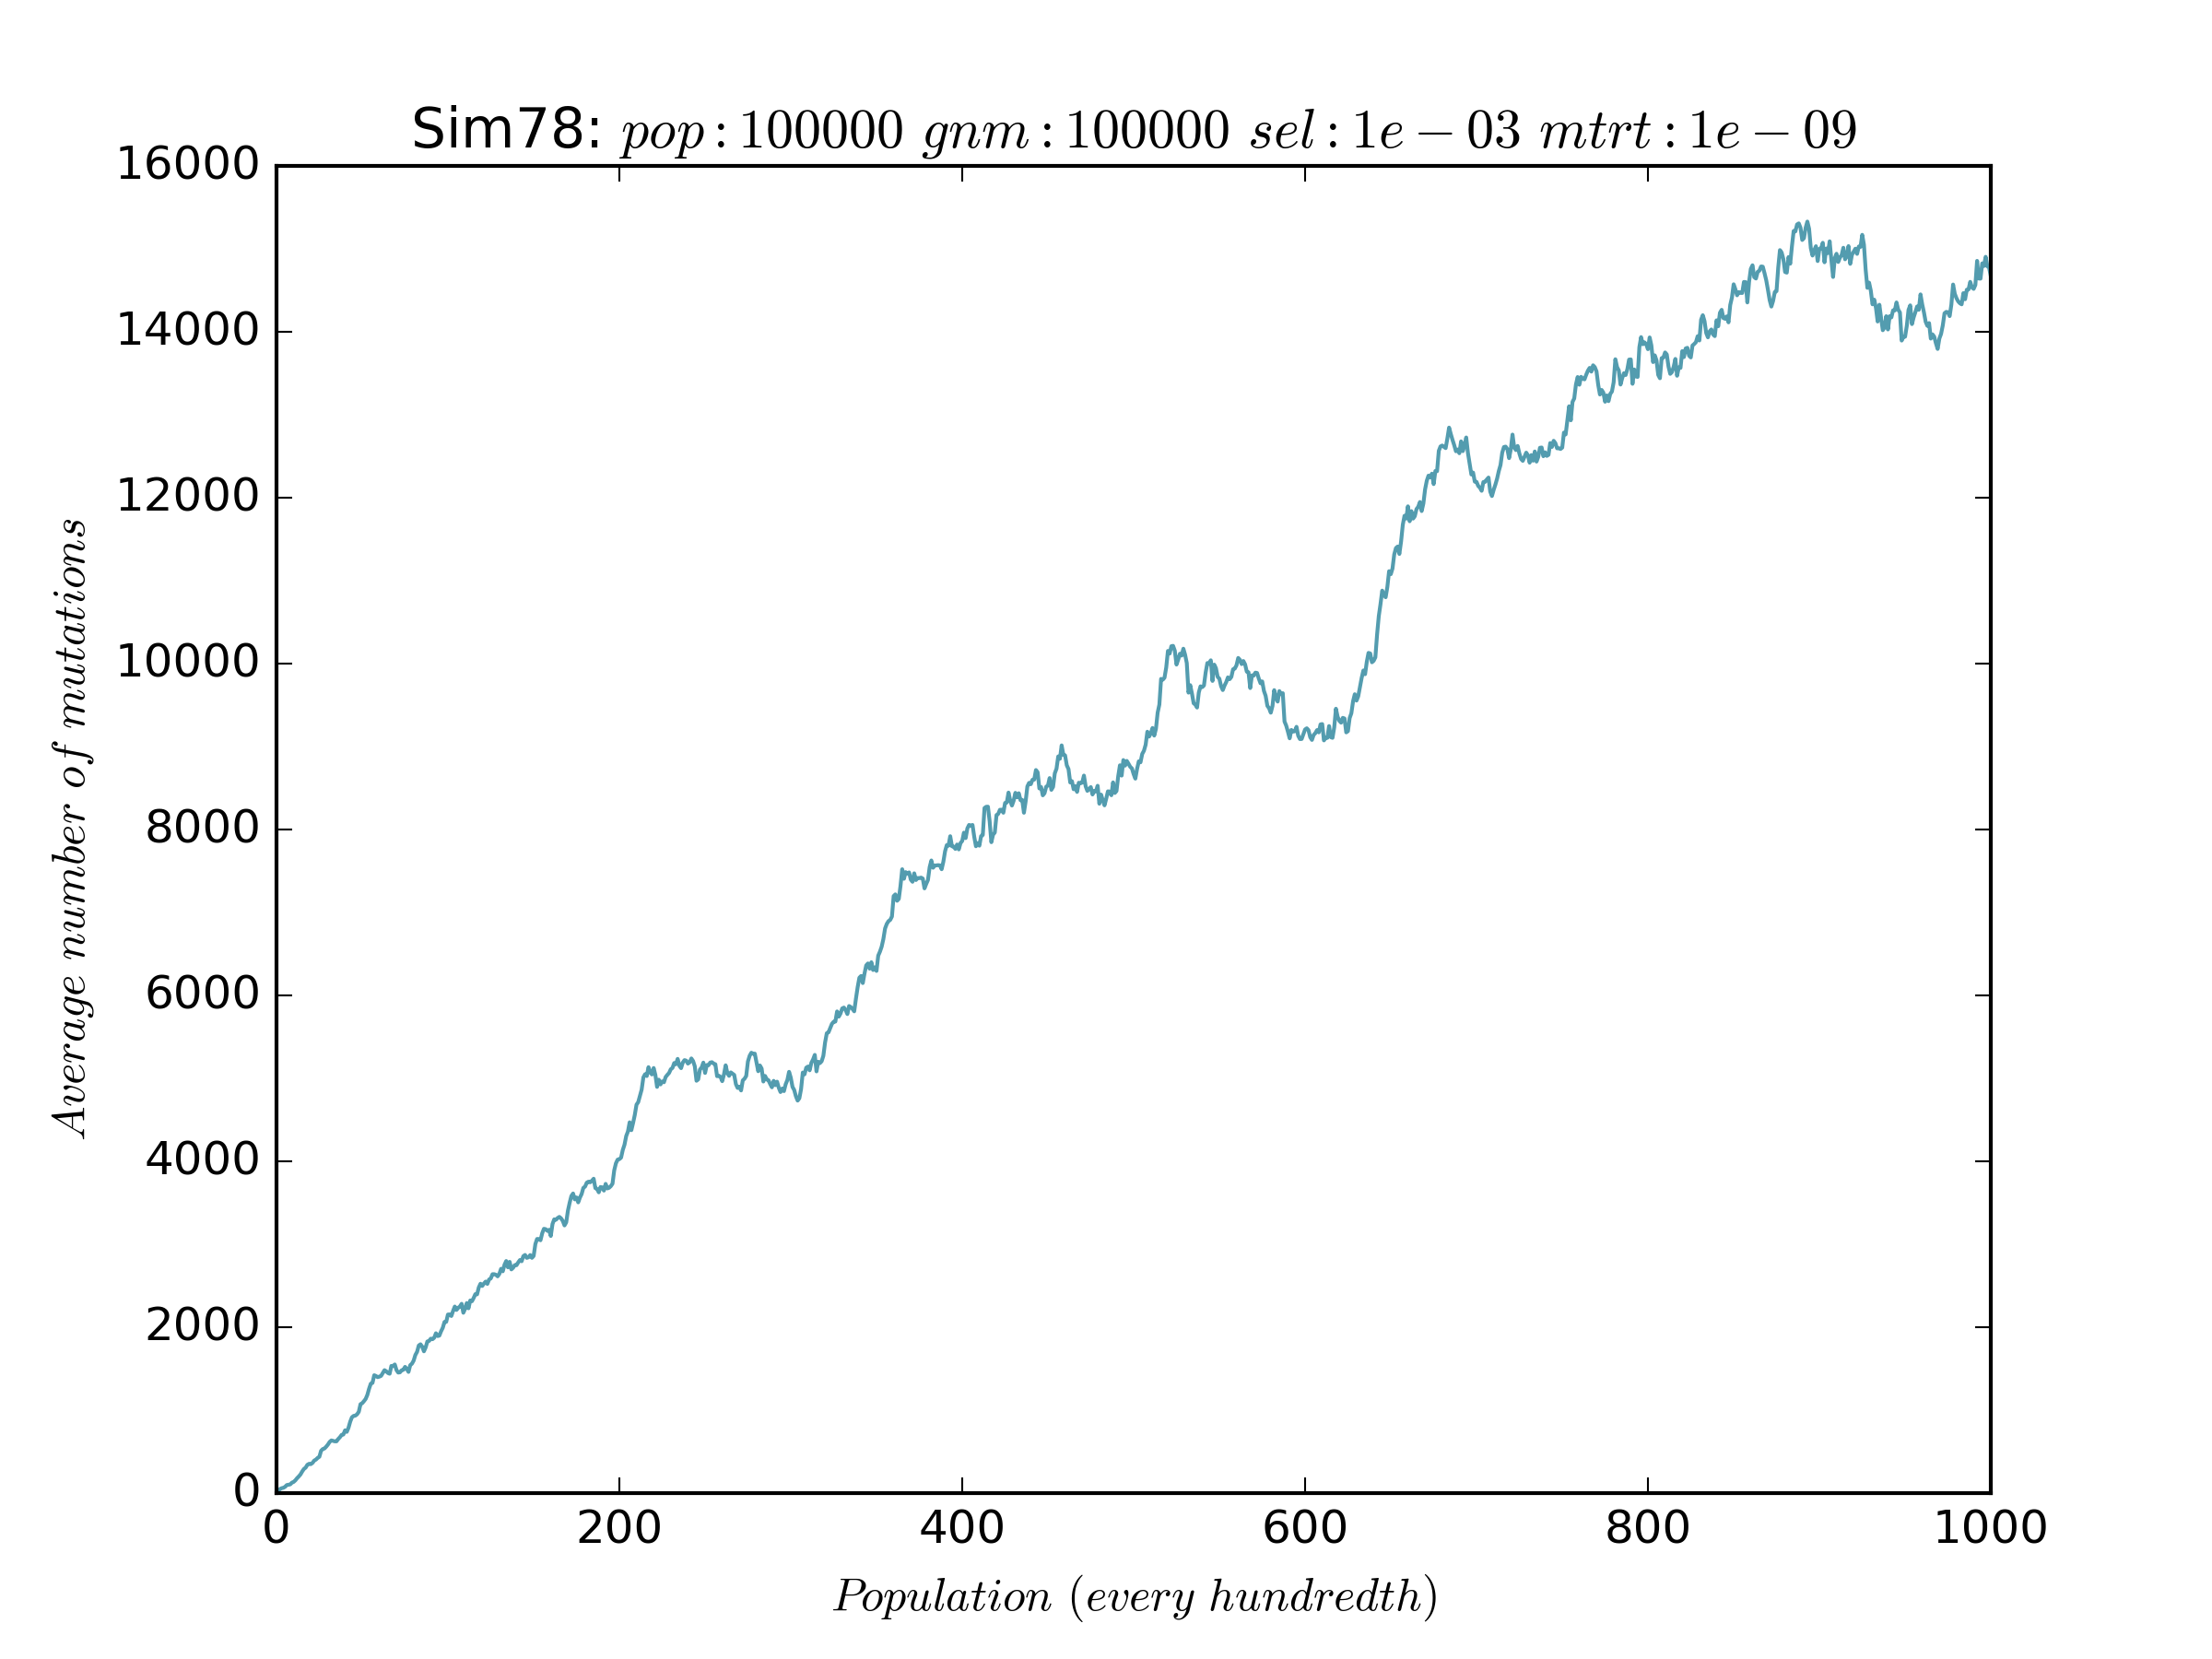 Sim78: pop : 100000 gnm : 100000 sel : 1e − 03 mtrt : 1e − 09
16000
14000
12000
10000
8000
6000
4000
2000
0
Average number of mutations
0 200 400 600 800 1000
Population (every hundredth)